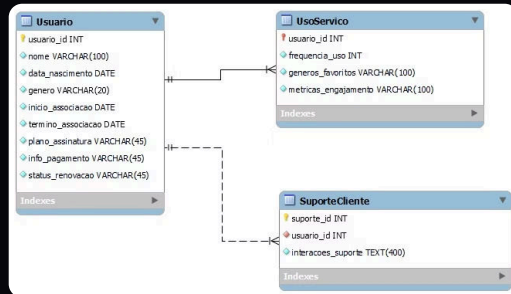 Usuario
usuario_id INT
nome VARCHAR(100)
data_nascimento DATE
genero VARCHAR(20)
inicio_associacao DATE
termino_associacao DATE
plano_assinatura VARCHAR(45)
info_pagamento VARCHAR(45)
status_renovacao VARCHAR(45)
Indexes
UsoServico
usuario_id INT
frequencia_uso INT
generos_favoritos VARCHAR(100)
metricas_engajamento VARCHAR(100)
Indexes
SuporteCliente
suporte_id INT
usuario_id INT
interacoes_suporte TEXT(400)
Indexes